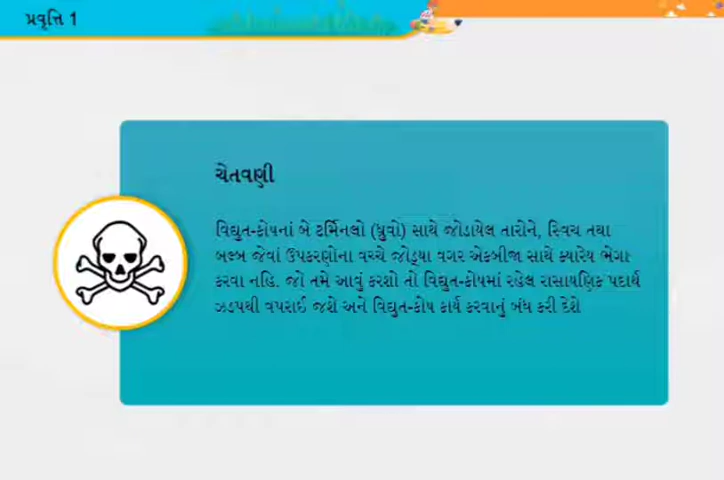 પ્રવૃત્તિ 1
ચેતવણી
વિદ્યુત-કોષનાં બે ટર્મિનલો (ધ્રુવો) સાથે જોડાયેલ તારોને, સ્વિચ તથા
બલ્બ જેવાં ઉપકરણોના વચ્ચે જોડ્યા વગર એકબીજા સાથે ક્યારેય ભેગા
કરવા નહિ. જો તમે આવું કરશો તો વિદ્યુત-કોષમાં રહેલ રાસાયણિક પદાર્થ
ઝડપથી વપરાઈ જશે અને વિદ્યુત-કોષ કાર્ય કરવાનું બંધ કરી દેશે